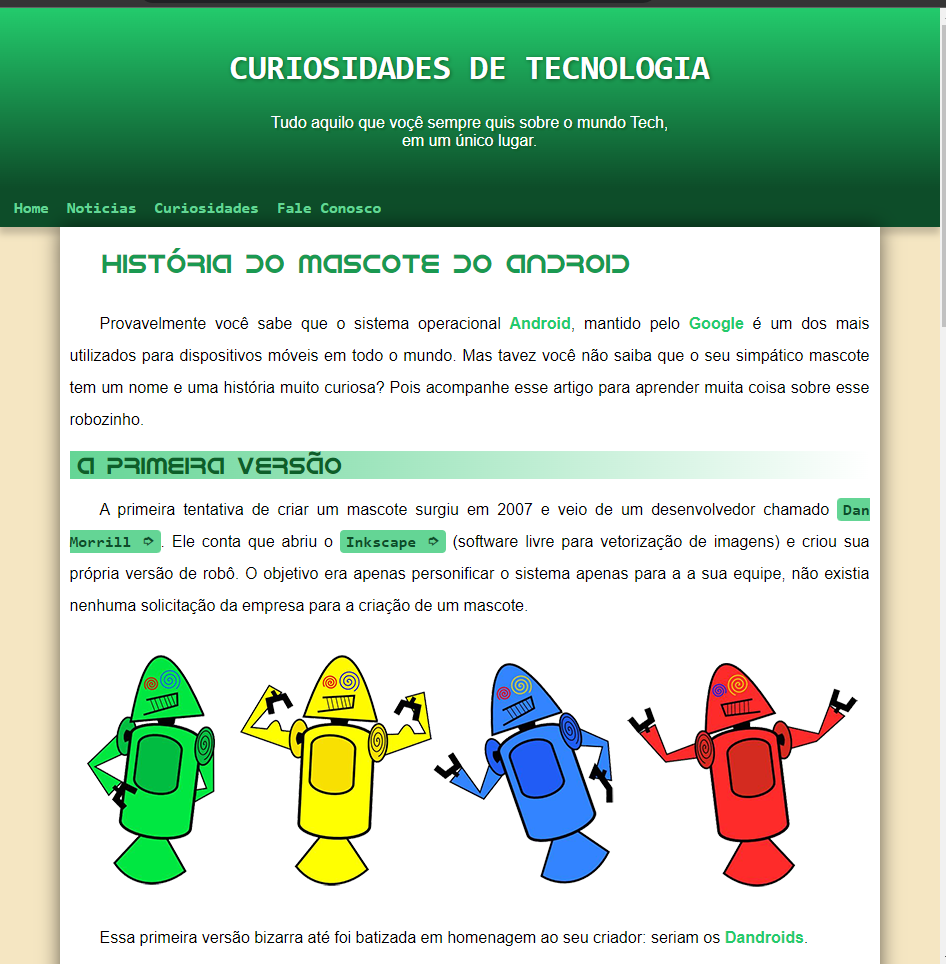 CURIOSIDADES DE TECNOLOGIA
Tudo aquilo que voçê sempre quis sobre o mundo Tech,
em um único lugar.
Home Noticias Curiosidades Fale Conosco
HISTÓRIA DO MASCOTE DO ANDROID
Provavelmente você sabe que o sistema operacional Android, mantido pelo Google é um dos mais
utilizados para dispositivos móveis em todo o mundo. Mas tavez você não saiba que o seu simpático mascote
tem um nome e uma história muito curiosa? Pois acompanhe esse artigo para aprender muita coisa sobre esse
robozinho.
A PRIMEIRA VERSÃO
A primeira tentativa de criar um mascote surgiu em 2007 e veio de um desenvolvedor chamado Dan
Morrill ➮. Ele conta que abriu o Inkscape ➮ (software livre para vetorização de imagens) e criou sua
própria versão de robô. O objetivo era apenas personificar o sistema apenas para a a sua equipe, não existia
nenhuma solicitação da empresa para a criação de um mascote.
Essa primeira versão bizarra até foi batizada em homenagem ao seu criador: seriam os Dandroids.